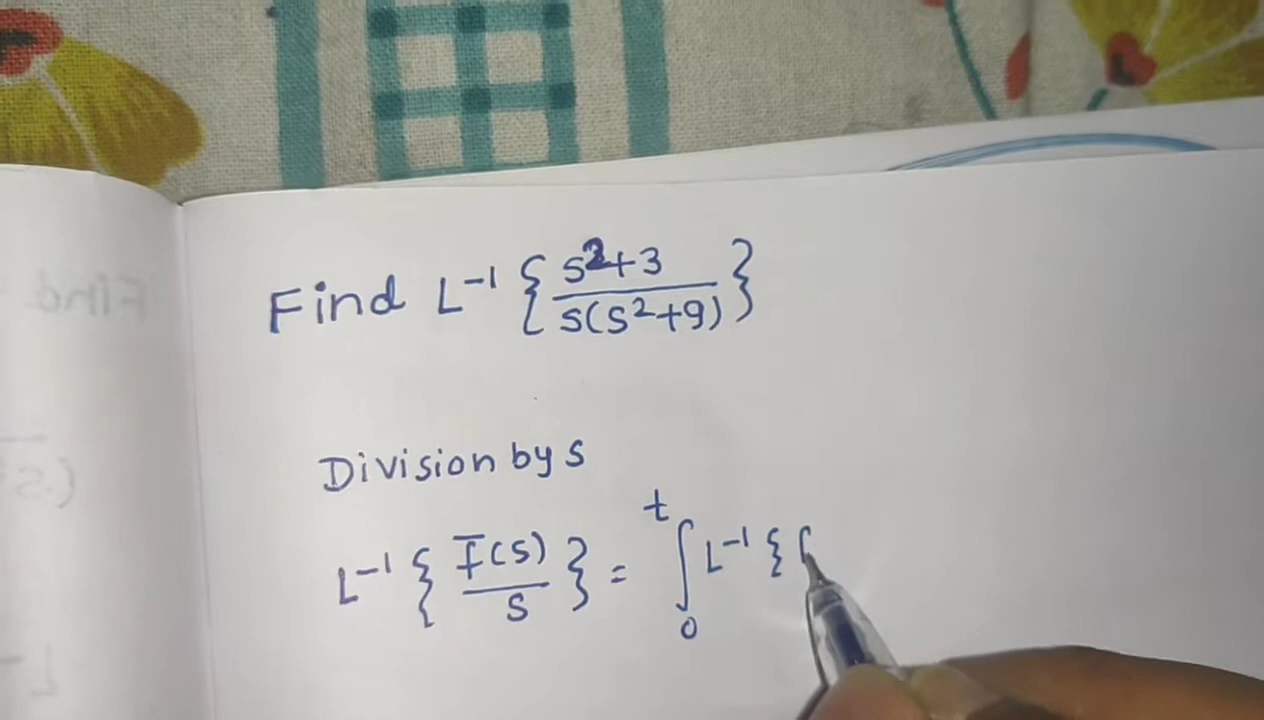 Find L⁻¹ { s²+3 / s(s²+9) }
Division by s
L⁻¹ { f̄(s) / s } = ∫₀ᵗ L⁻¹ { f